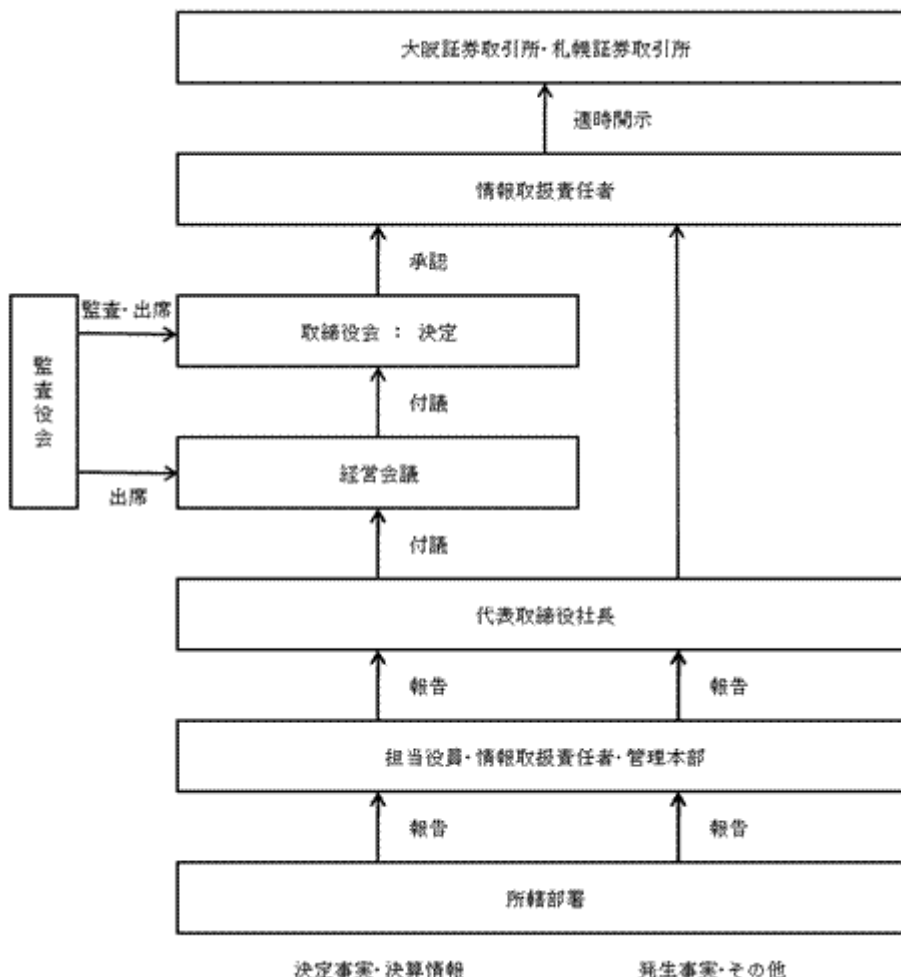 大阪証券取引所・札幌証券取引所
適時開示
情報取扱責任者
承認
監査・出席
取締役会 : 決定
監査役会
付議
経営会議
出席
付議
代表取締役社長
報告 報告
担当役員・情報取扱責任者・管理本部
報告 報告
所轄部署
決定事実・決算情報 発生事実・その他